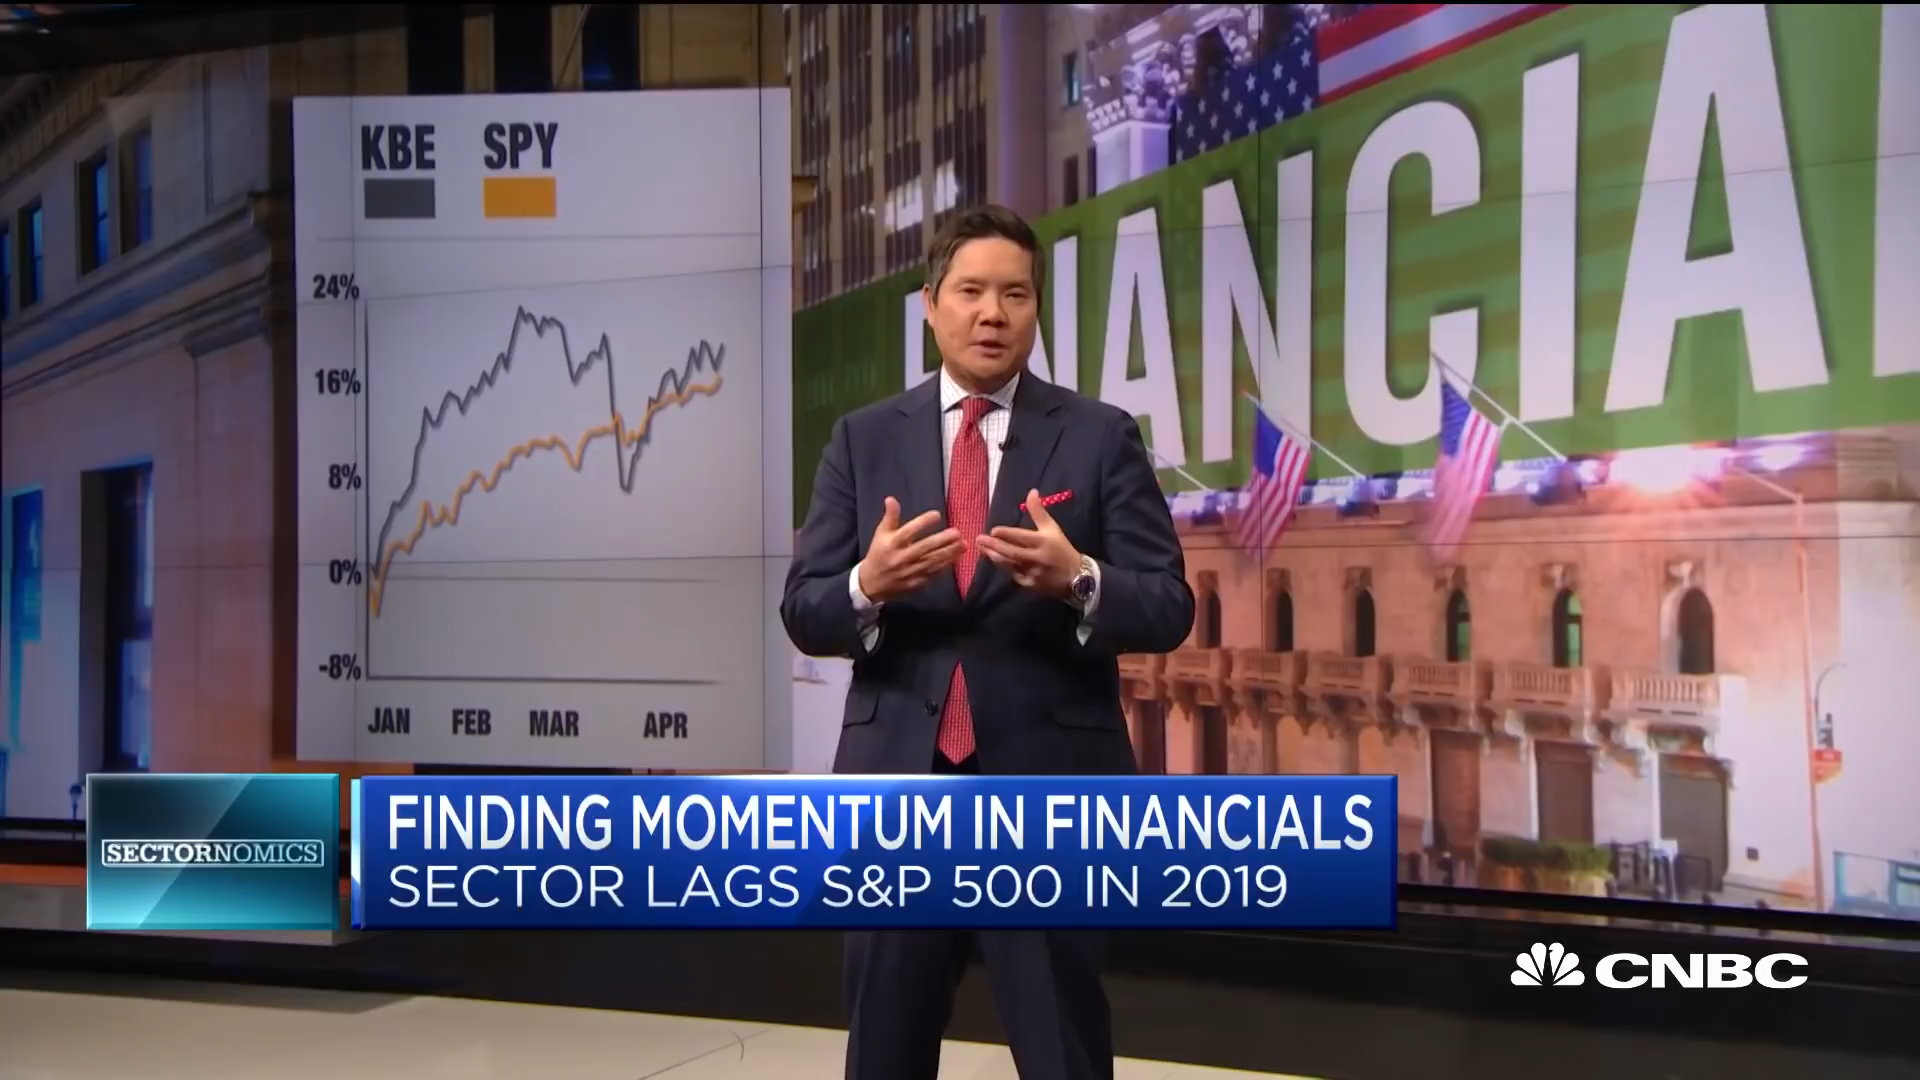 KBE SPY
24%
16%
8%
0%
-8%
JAN FEB MAR APR
FINANCIA
SECTORNOMICS
FINDING MOMENTUM IN FINANCIALS
SECTOR LAGS S&P 500 IN 2019
CNBC